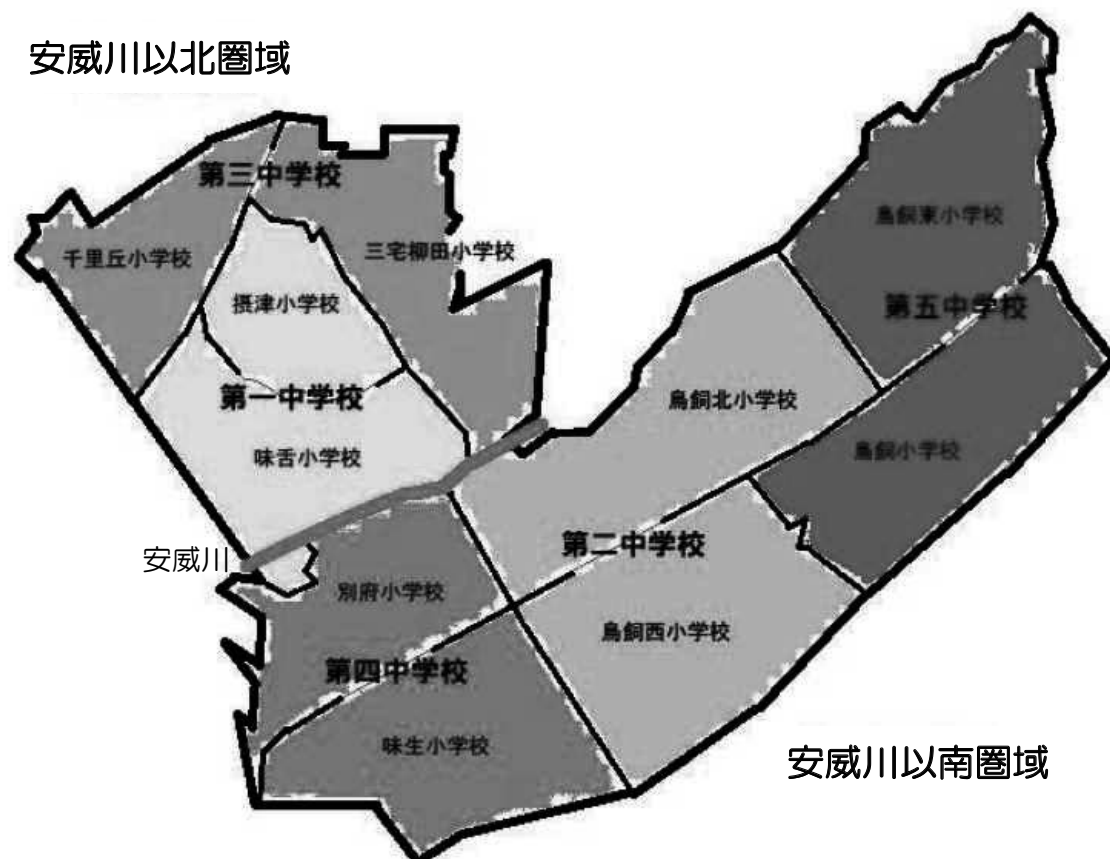 安威川以北圏域
第三中学校
千里丘小学校
三宅柳田小学校
摂津小学校
第一中学校
味舌小学校
安威川
鳥飼東小学校
第五中学校
鳥飼北小学校
鳥飼小学校
第二中学校
鳥飼西小学校
別府小学校
第四中学校
味生小学校
安威川以南圏域